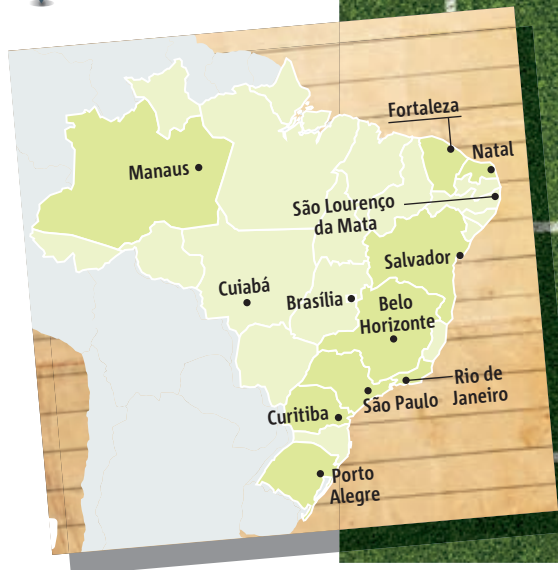 Fortaleza
Natal
Manaus
São Lourenço
da Mata
Salvador
Cuiabá
Brasília
Belo
Horizonte
Rio de
Janeiro
São Paulo
Curitiba
Porto
Alegre